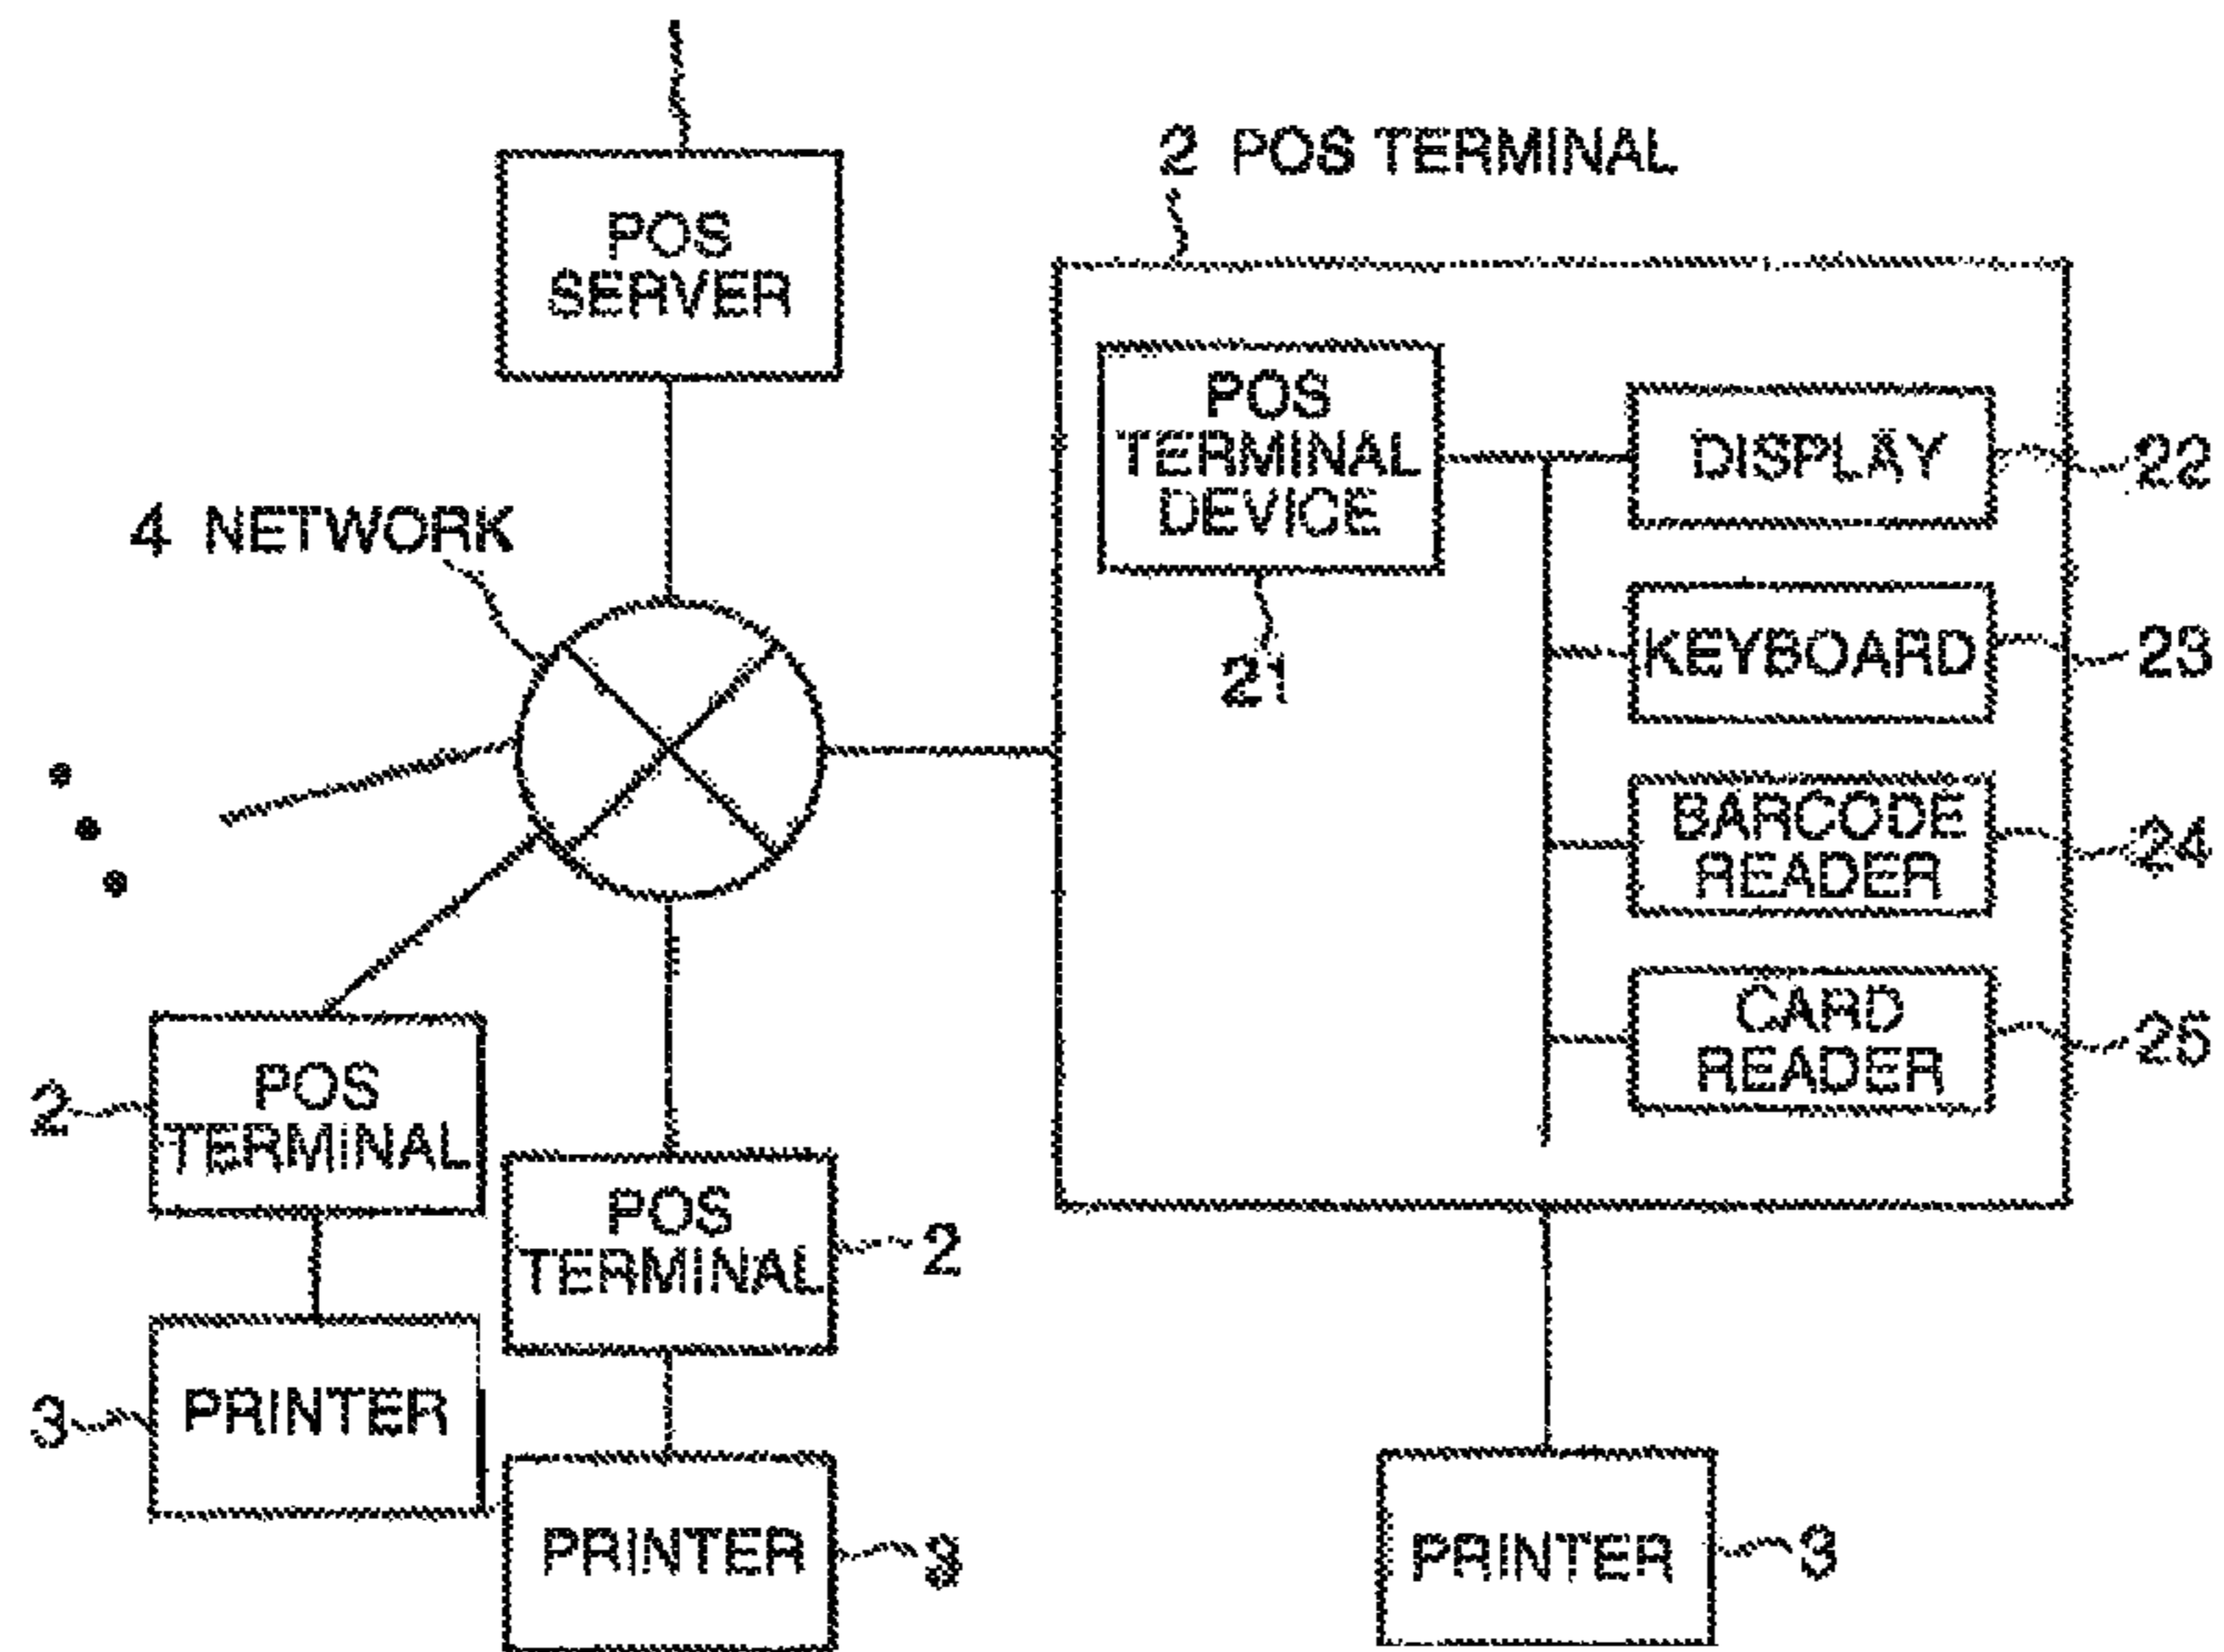 2 POS TERMINAL
POS
SERVER
POS
TERMINAL
DEVICE
21
DISPLAY
22
4 NETWORK
KEYBOARD
23
BARCODE
READER
24
CARD
READER
25
2
POS
TERMINAL
POS
TERMINAL
2
3
PRINTER
PRINTER
3
PRINTER
3